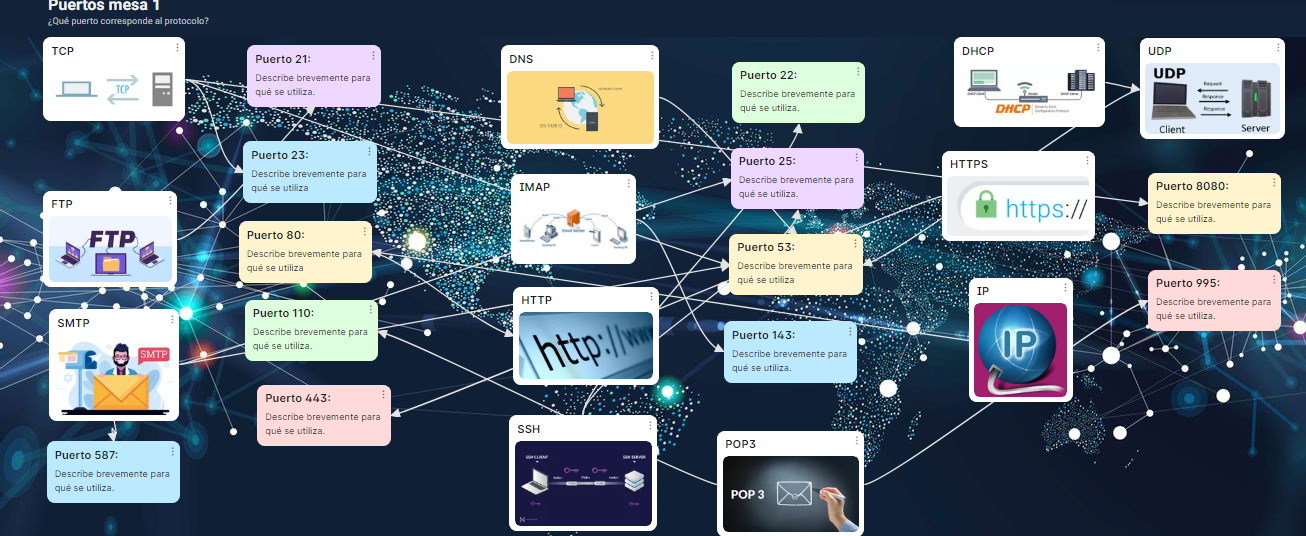 Puertos mesa 1
¿Qué puerto corresponde al protocolo?
TCP
TCP
Puerto 21:
Describe brevemente para
qué se utiliza.
DNS
Puerto 22:
Describe brevemente para
qué se utiliza.
DHCP
DHCP
UDP
UDP
Request
Response
Response
Client
Server
Puerto 23:
Describe brevemente para
qué se utiliza
Puerto 25:
Describe brevemente para
qué se utiliza.
HTTPS
https://
IMAP
Puerto 8080:
Describe brevemente para
qué se utiliza.
FTP
FTP
Puerto 80:
Describe brevemente para
qué se utiliza
Puerto 53:
Describe brevemente para
qué se utiliza.
Puerto 995:
Describe brevemente para
qué se utiliza.
IP
IP
HTTP
http://www
SMTP
SMTP
Puerto 110:
Describe brevemente para
qué se utiliza.
Puerto 143:
Describe brevemente para
qué se utiliza.
Puerto 443:
Describe brevemente para
qué se utiliza.
SSH
SSH CLIENT
SSH SERVER
POP3
POP 3
Puerto 587:
Describe brevemente para
qué se utiliza.